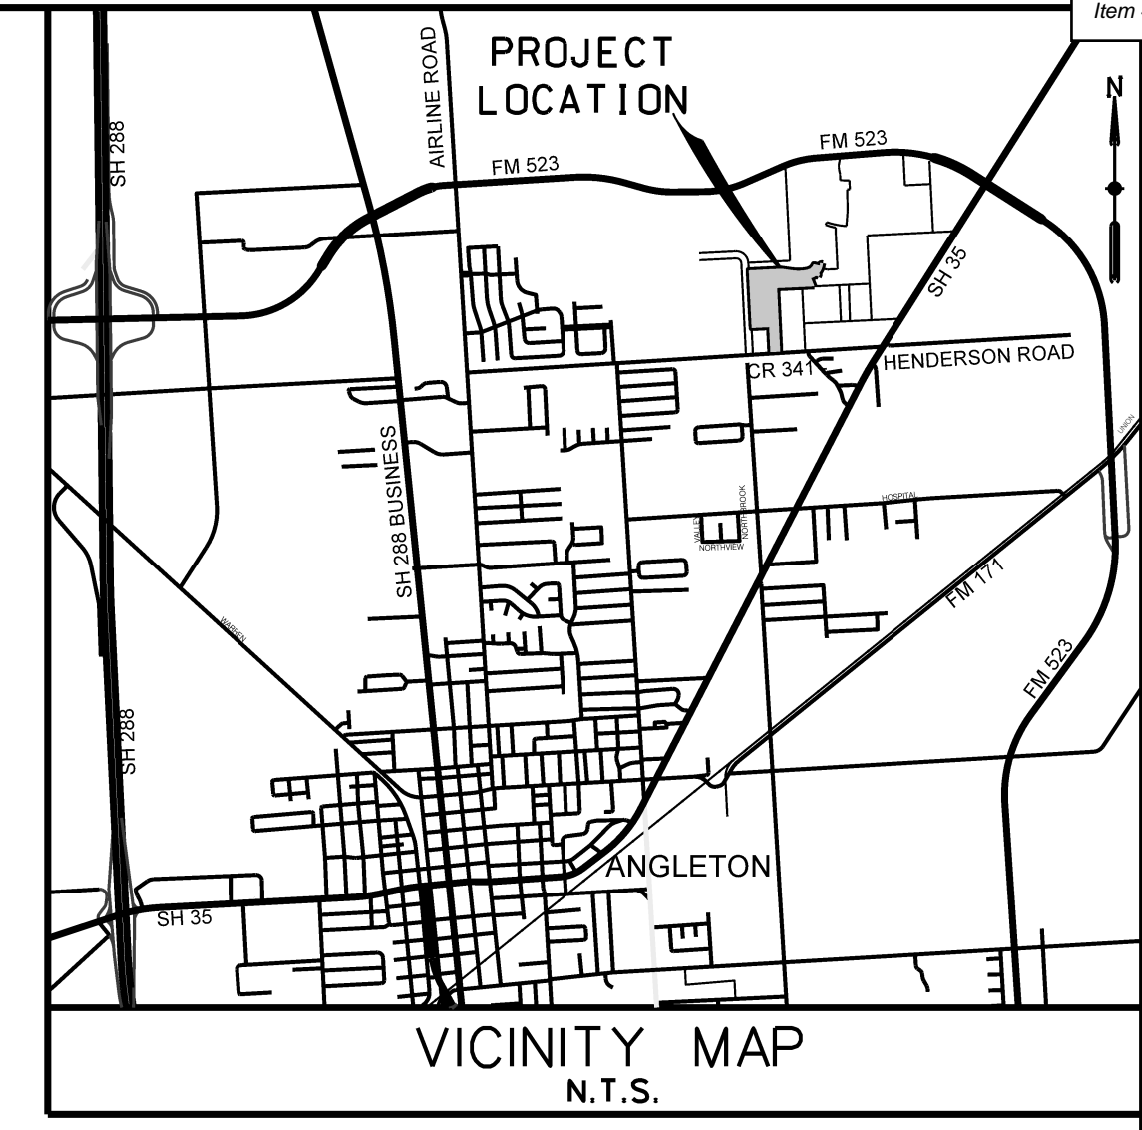 Item
PROJECT
LOCATION
N
AIRLINE ROAD
SH 288
FM 523
FM 523
SH 35
HENDERSON ROAD
CR 341
SH 288 BUSINESS
UNION
HOSPITAL
VALLEY
NORTHBROOK
NORTHVIEW
FM 171
WARREN
FM 523
SH 288
ANGLETON
SH 35
VICINITY MAP
N.T.S.